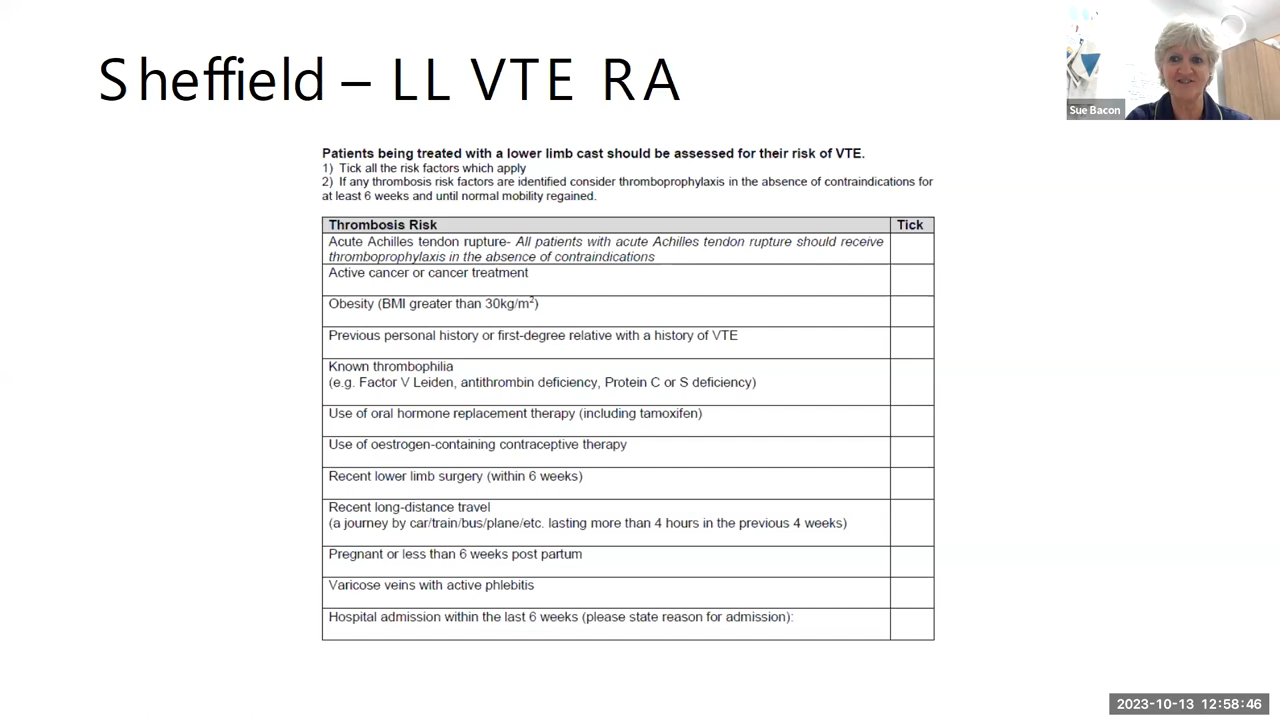 Sheffield – LL VTE RA
Sue Bacon
Patients being treated with a lower limb cast should be assessed for their risk of VTE.
1) Tick all the risk factors which apply
2) If any thrombosis risk factors are identified consider thromboprophylaxis in the absence of contraindications for
at least 6 weeks and until normal mobility regained.
Thrombosis Risk Tick
Acute Achilles tendon rupture- All patients with acute Achilles tendon rupture should receive
thromboprophylaxis in the absence of contraindications
Active cancer or cancer treatment
Obesity (BMI greater than 30kg/m²)
Previous personal history or first-degree relative with a history of VTE
Known thrombophilia
(e.g. Factor V Leiden, antithrombin deficiency, Protein C or S deficiency)
Use of oral hormone replacement therapy (including tamoxifen)
Use of oestrogen-containing contraceptive therapy
Recent lower limb surgery (within 6 weeks)
Recent long-distance travel
(a journey by car/train/bus/plane/etc. lasting more than 4 hours in the previous 4 weeks)
Pregnant or less than 6 weeks post partum
Varicose veins with active phlebitis
Hospital admission within the last 6 weeks (please state reason for admission):
2023-10-13 12:58:46